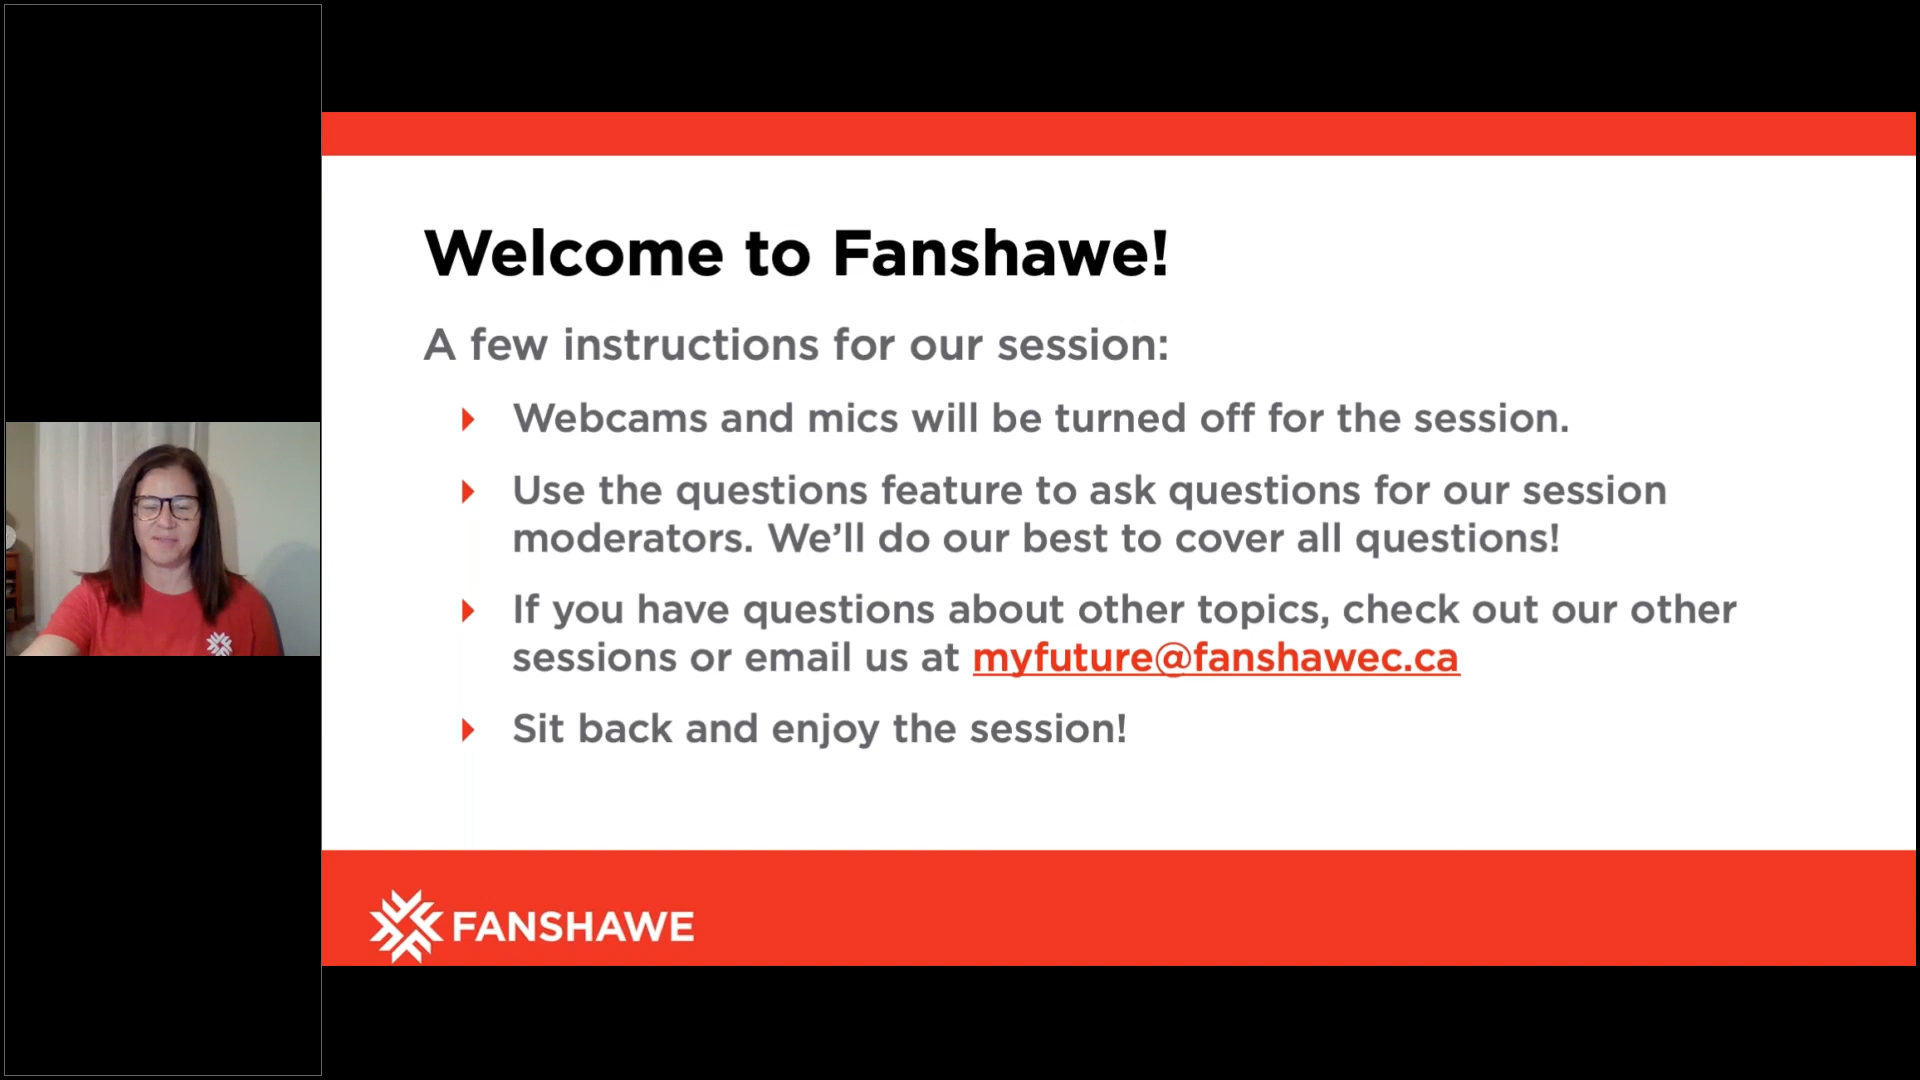 Welcome to Fanshawe!
A few instructions for our session:
Webcams and mics will be turned off for the session.
Use the questions feature to ask questions for our session
moderators. We’ll do our best to cover all questions!
If you have questions about other topics, check out our other
sessions or email us at myfuture@fanshawec.ca
Sit back and enjoy the session!
FANSHAWE